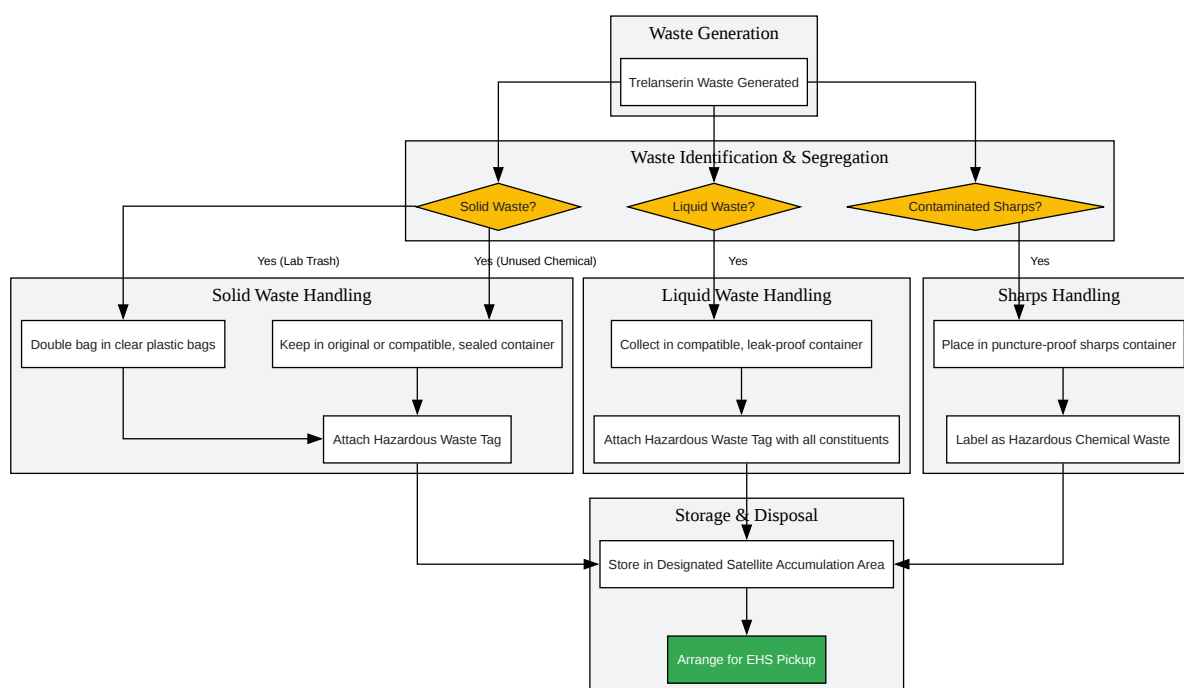 Waste Generation
Trelanserin Waste Generated
Waste Identification & Segregation
Solid Waste?
Liquid Waste?
Contaminated Sharps?
Yes (Lab Trash)
Yes (Unused Chemical)
Yes
Yes
Solid Waste Handling
Liquid Waste Handling
Sharps Handling
Double bag in clear plastic bags
Keep in original or compatible, sealed container
Collect in compatible, leak-proof container
Place in puncture-proof sharps container
Attach Hazardous Waste Tag
Attach Hazardous Waste Tag with all constituents
Label as Hazardous Chemical Waste
Storage & Disposal
Store in Designated Satellite Accumulation Area
Arrange for EHS Pickup